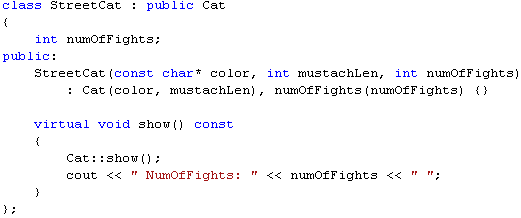 class StreetCat : public Cat
{
    int numOfFights;
public:
    StreetCat(const char* color, int mustachLen, int numOfFights)
        : Cat(color, mustachLen), numOfFights(numOfFights) {}

    virtual void show() const
    {
        Cat::show();
        cout << " NumOfFights: " << numOfFights << " ";
    }
};